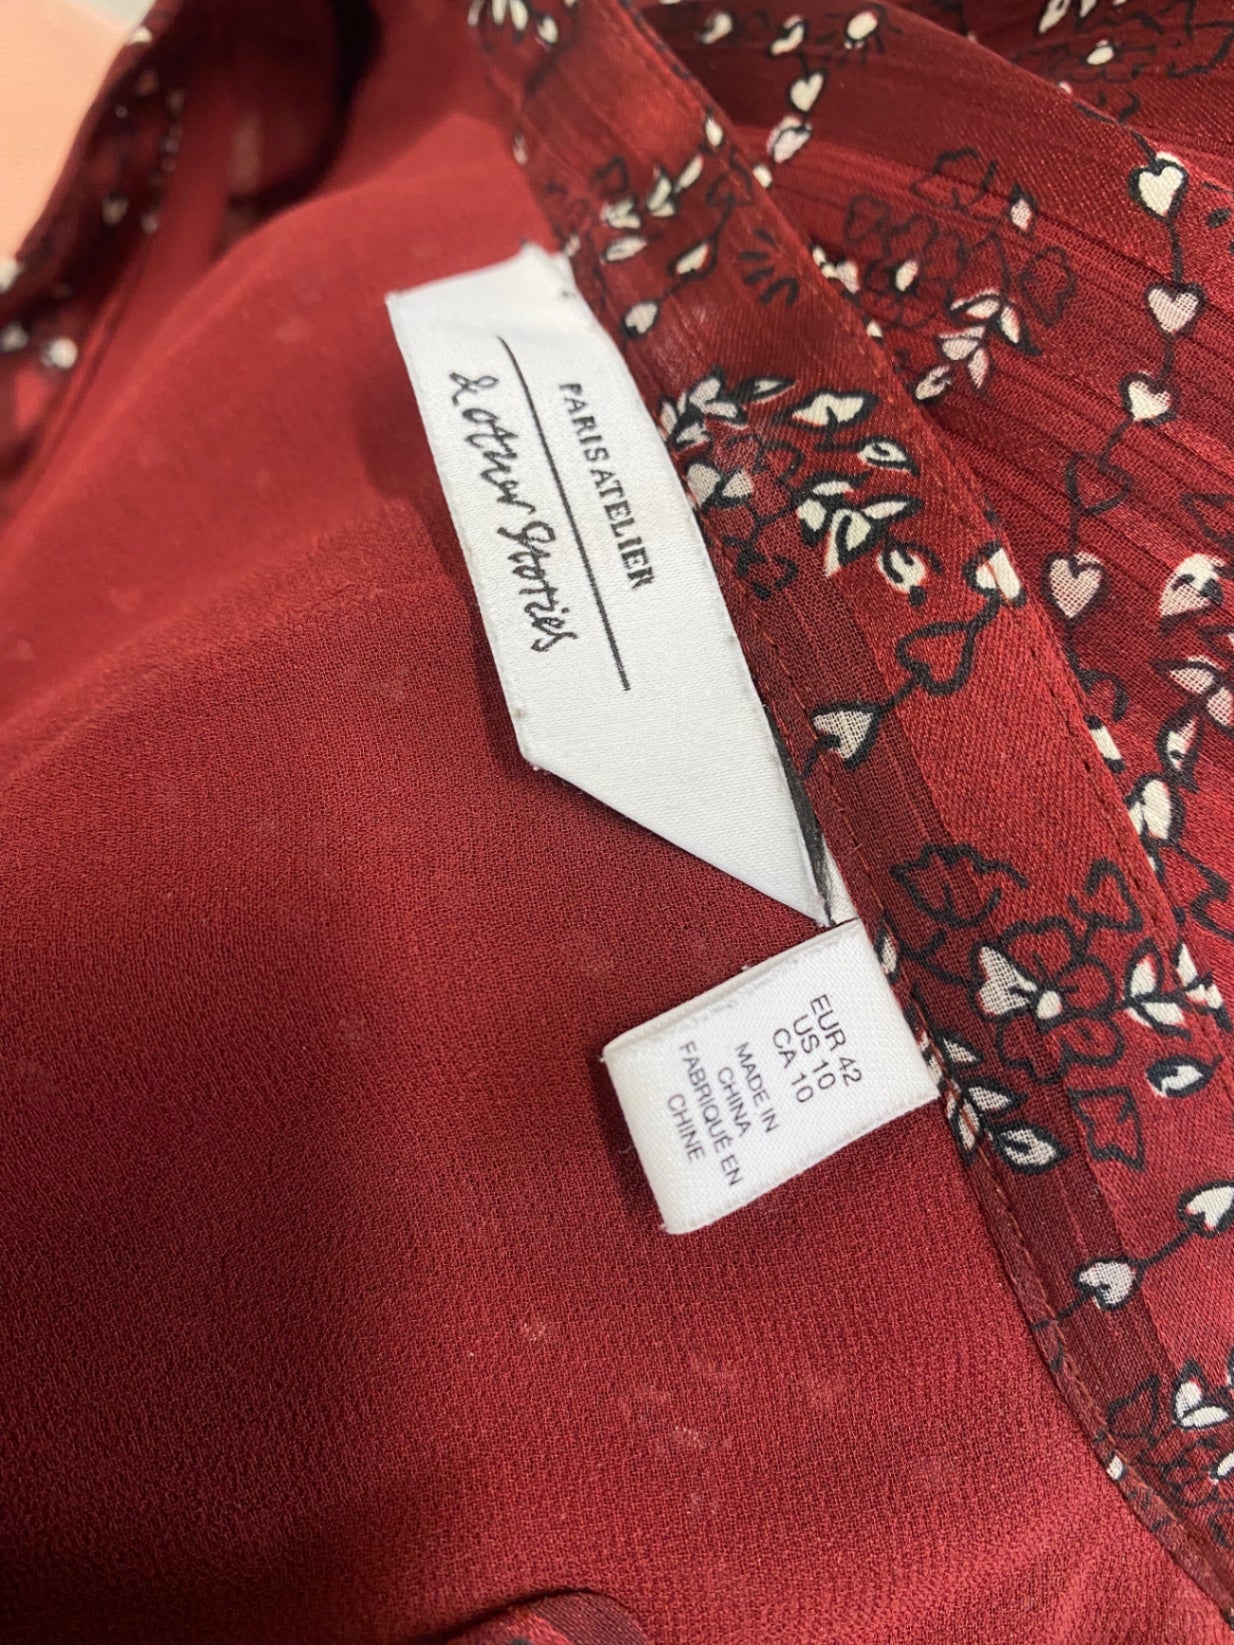 PARIS ATELIER
& Other Stories
EUR 42
US 10
CA 10
MADE IN
CHINA
FABRIQUÉ EN
CHINE